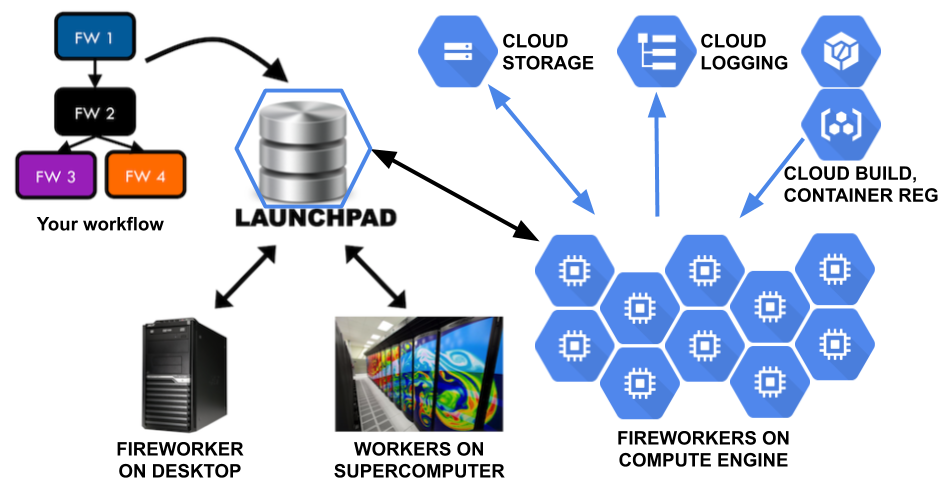 FW 1
FW 2
FW 3
FW 4
Your workflow
LAUNCHPAD
CLOUD
STORAGE
CLOUD
LOGGING
CLOUD BUILD,
CONTAINER REG
FIREWORKER
ON DESKTOP
WORKERS ON
SUPERCOMPUTER
FIREWORKERS ON
COMPUTE ENGINE